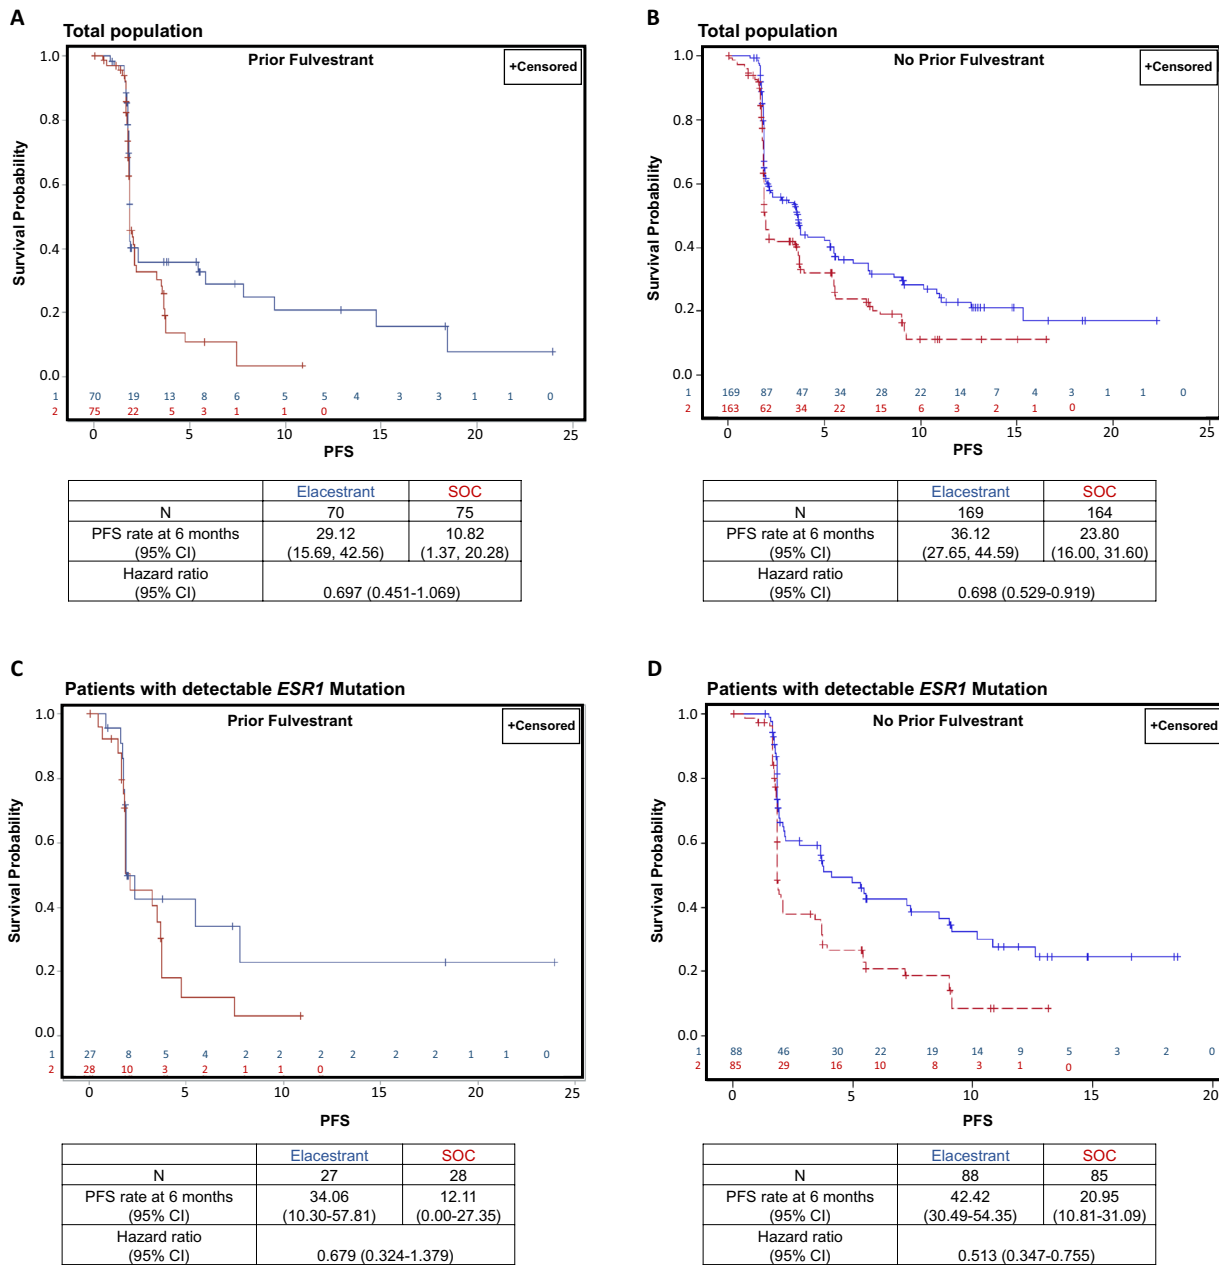 A
Total population
Prior Fulvestrant
+Censored
Survival Probability
1.0
0.8
0.6
0.4
0.2
0.0
1 70 19 13 8 6 5 5 4 3 3 1 1 0
2 75 22 5 3 1 1 0
0 5 10 15 20 25
PFS
Elacestrant SOC
N 70 75
PFS rate at 6 months 29.12 10.82
(95% CI) (15.69, 42.56) (1.37, 20.28)
Hazard ratio
(95% CI) 0.697 (0.451-1.069)
B
Total population
No Prior Fulvestrant
+Censored
Survival Probability
1.0
0.8
0.6
0.4
0.2
0.0
1 169 87 47 34 28 22 14 7 4 3 1 1 0
2 163 62 34 22 15 6 3 2 1 0
0 5 10 15 20 25
PFS
Elacestrant SOC
N 169 164
PFS rate at 6 months 36.12 23.80
(95% CI) (27.65, 44.59) (16.00, 31.60)
Hazard ratio
(95% CI) 0.698 (0.529-0.919)
C
Patients with detectable ESR1 Mutation
Prior Fulvestrant
+Censored
Survival Probability
1.0
0.8
0.6
0.4
0.2
0.0
1 27 8 5 4 2 2 2 2 2 2 1 1 0
2 28 10 3 2 1 1 0
0 5 10 15 20 25
PFS
Elacestrant SOC
N 27 28
PFS rate at 6 months 34.06 12.11
(95% CI) (10.30-57.81) (0.00-27.35)
Hazard ratio
(95% CI) 0.679 (0.324-1.379)
D
Patients with detectable ESR1 Mutation
No Prior Fulvestrant
+Censored
Survival Probability
1.0
0.8
0.6
0.4
0.2
0.0
1 88 46 30 22 19 14 9 5 3 2 0
2 85 29 16 10 8 3 1 0
0 5 10 15 20
PFS
Elacestrant SOC
N 88 85
PFS rate at 6 months 42.42 20.95
(95% CI) (30.49-54.35) (10.81-31.09)
Hazard ratio
(95% CI) 0.513 (0.347-0.755)